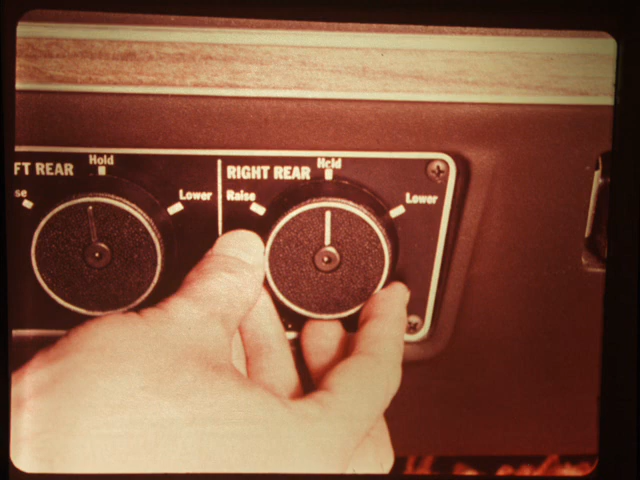 FT REAR
Hold
se
Lower
RIGHT REAR
Hold
Raise
Lower